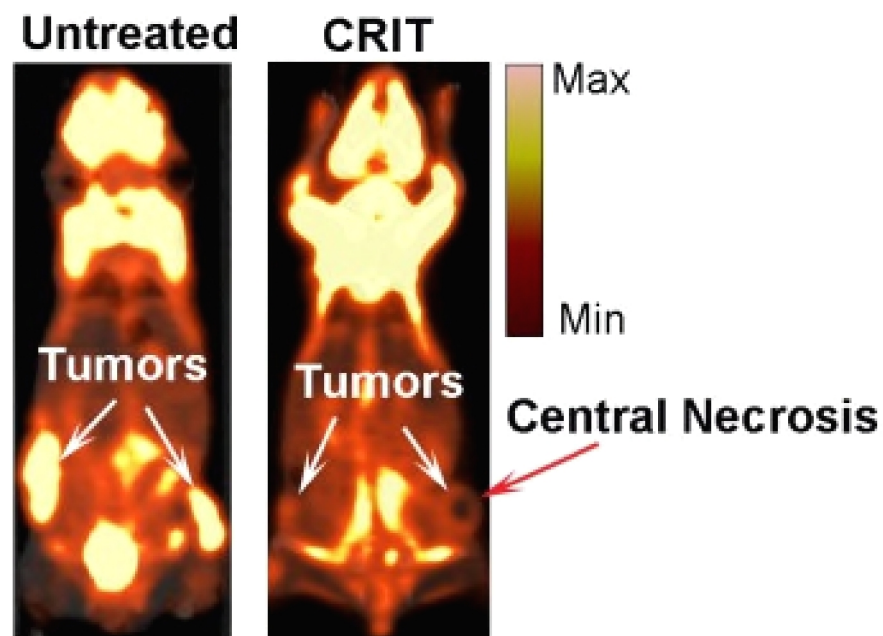 Untreated
CRIT
Max
Min
Tumors
Tumors
Central Necrosis